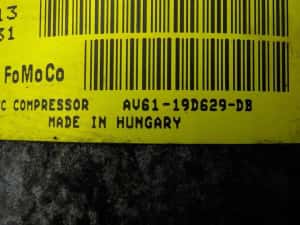 13
31
FoMoCo
C COMPRESSOR AV61-19D629-DB
MADE IN HUNGARY